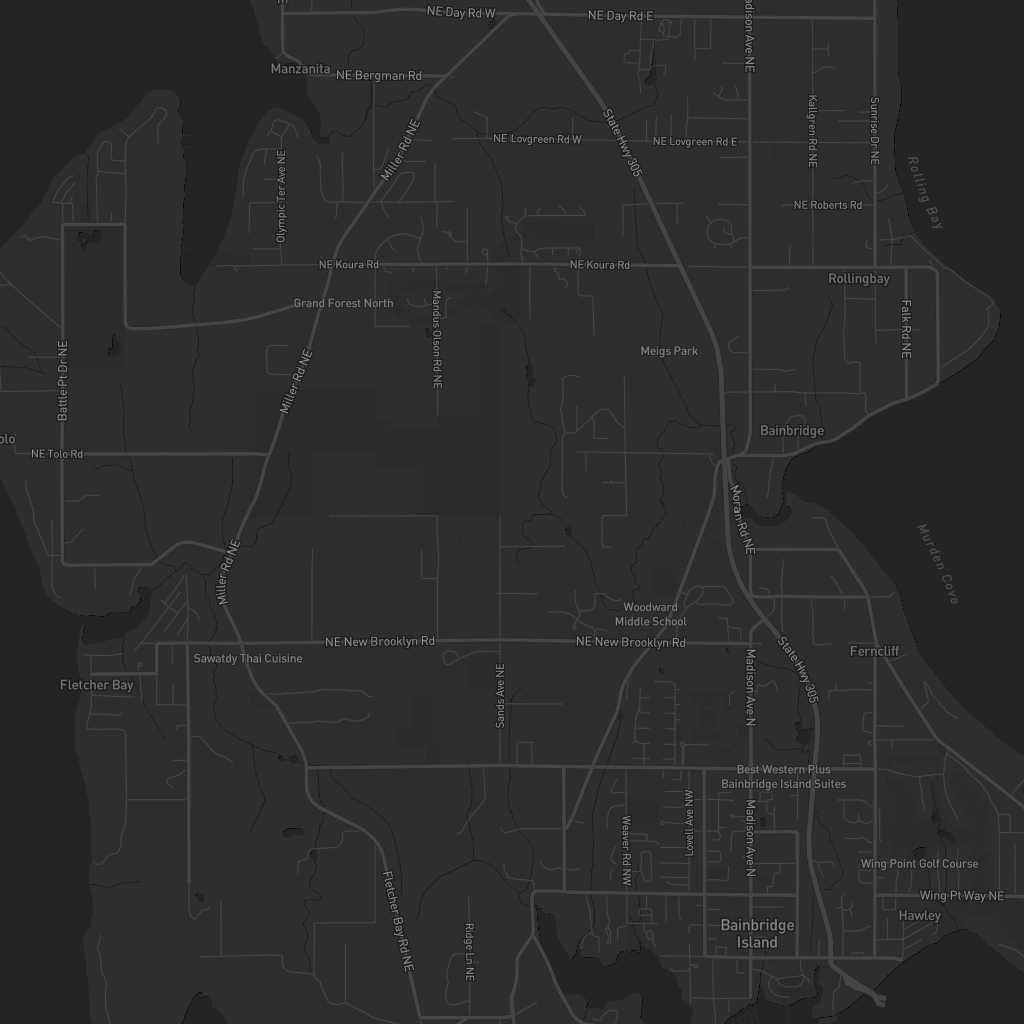 NE Day Rd W
NE Day Rd E
Madison Ave NE
Manzanita
NE Bergman Rd
Miller Rd NE
State Hwy 305
Kallgren Rd NE
Sunrise Dr NE
NE Lovgreen Rd W
NE Lovgreen Rd E
Olympic Ter Ave NE
Rolling Bay
NE Roberts Rd
NE Koura Rd
NE Koura Rd
Rollingbay
Grand Forest North
Mandus Olson Rd NE
Falk Rd NE
Meigs Park
Battle Pt Dr NE
Miller Rd NE
Bainbridge
olo
NE Tolo Rd
Moran Rd NE
Murden Cove
Miller Rd NE
Woodward
Middle School
NE New Brooklyn Rd
NE New Brooklyn Rd
State Hwy 305
Sawatdy Thai Cuisine
Ferncliff
Fletcher Bay
Sands Ave NE
Madison Ave N
Best Western Plus
Bainbridge Island Suites
Weaver Rd NW
Lovell Ave NW
Madison Ave N
Wing Point Golf Course
Fletcher Bay Rd NE
Wing Pt Way NE
Hawley
Ridge Ln NE
Bainbridge
Island